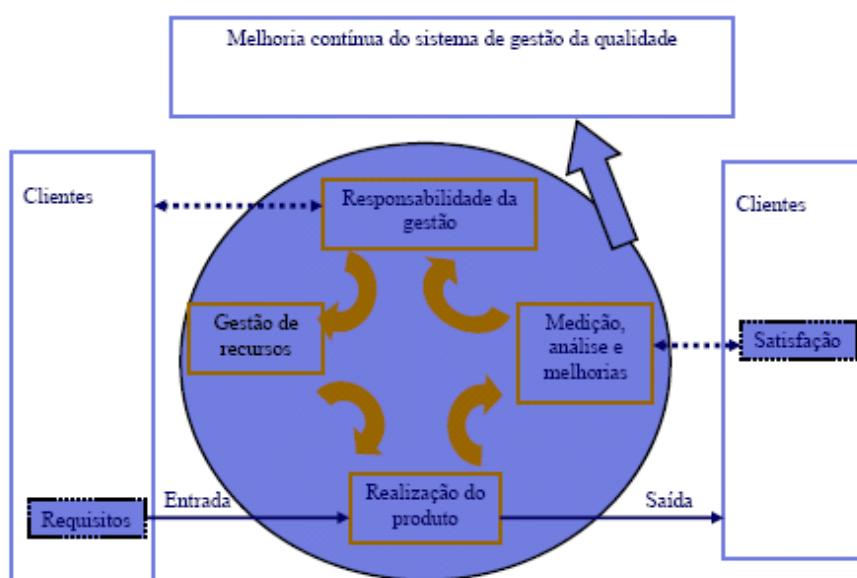 Melhoria contínua do sistema de gestão da qualidade
Clientes
Responsabilidade da
gestão
Clientes
Gestão de
recursos
Medição,
análise e
melhorias
Satisfação
Requisitos
Entrada
Realização do
produto
Saída